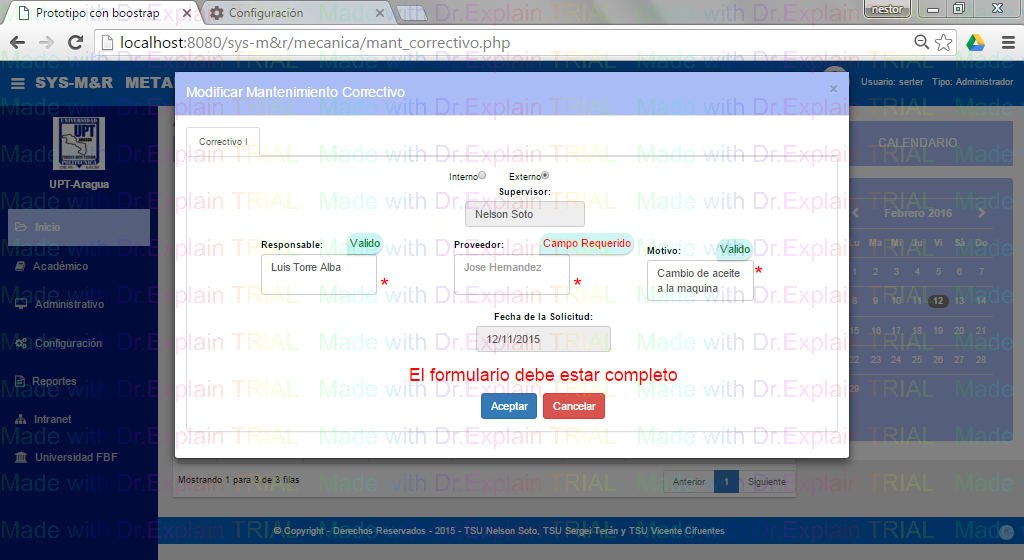 Prototipo con boostrap
Configuración
nestor
localhost:8080/sys-m&r/mecanica/mant_correctivo.php
SYS-M&R META
Usuario: serter Tipo: Administrador
Modificar Mantenimiento Correctivo ×
UNIVERSIDAD
UPT
ARAGUA
POLITECNICA
UPT-Aragua
Inicio
Académico
Administrativo
Configuración
Reportes
Intranet
Universidad FBF
Correctivo I
Interno Externo
Supervisor:
Nelson Soto
Responsable: Valido
Luis Torre Alba *
Proveedor: Campo Requerido
Jose Hernandez *
Motivo: Valido
Cambio de aceite *
a la maquina
Fecha de la Solicitud:
12/11/2015
El formulario debe estar completo
Aceptar Cancelar
CALENDARIO
Febrero 2016
Lu Ma Mi Ju Vi Sá Do
1 2 3 4 5 6 7
8 9 10 11 12 13 14
15 16 17 18 19 20 21
22 23 24 25 26 27 28
29
Mostrando 1 para 3 de 3 filas
Anterior 1 Siguiente
© Copyright - Derechos Reservados - 2015 - TSU Nelson Soto, TSU Sergei Terán y TSU Vicente Cifuentes
Made with Dr.Explain TRIAL